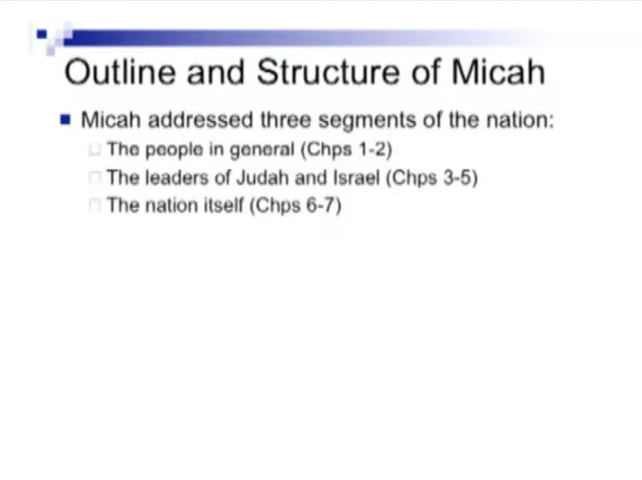 Outline and Structure of Micah
Micah addressed three segments of the nation:
The people in general (Chps 1-2)
The leaders of Judah and Israel (Chps 3-5)
The nation itself (Chps 6-7)